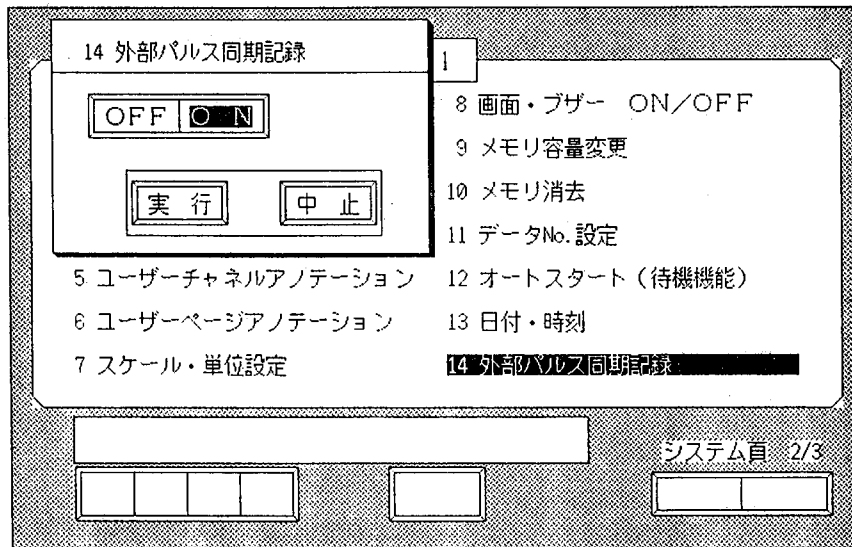 14 外部パルス同期記録
1
OFF ON
実 行 中 止
8 画面・ブザー ON/OFF
9 メモリ容量変更
10 メモリ消去
11 データNo.設定
5 ユーザーチャネルアノテーション
12 オートスタート(待機機能)
6 ユーザーページアノテーション
13 日付・時刻
7 スケール・単位設定
14 外部パルス同期記録
システム頁 2/3